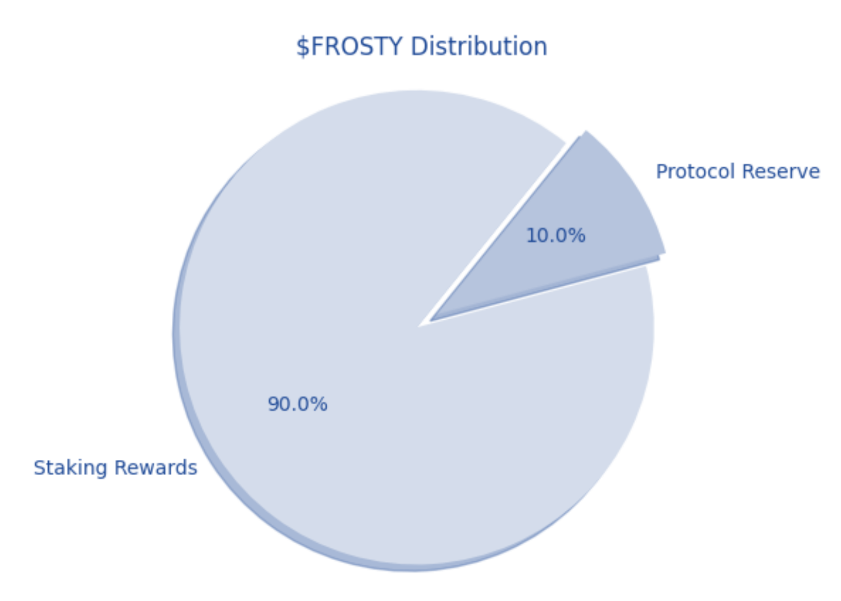 $FROSTY Distribution
Protocol Reserve
10.0%
90.0%
Staking Rewards